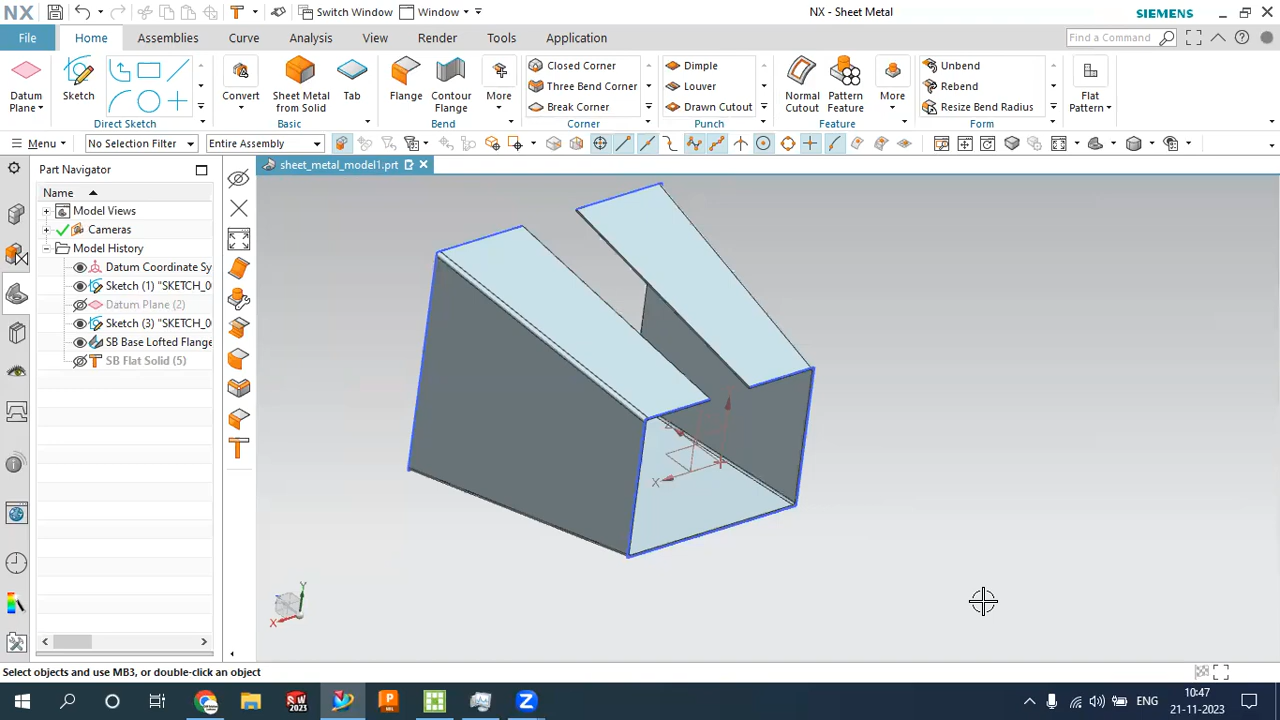 NX
Switch Window
Window
NX - Sheet Metal
SIEMENS
File
Home
Assemblies
Curve
Analysis
View
Render
Tools
Application
Find a Command
Datum
Plane
Sketch
Direct Sketch
Convert
Sheet Metal
from Solid
Tab
Basic
Flange
Contour
Flange
More
Bend
Closed Corner
Three Bend Corner
Break Corner
Corner
Dimple
Louver
Drawn Cutout
Punch
Normal
Cutout
Pattern
Feature
More
Feature
Unbend
Rebend
Resize Bend Radius
Form
Flat
Pattern
Menu
No Selection Filter
Entire Assembly
Part Navigator
sheet_metal_model1.prt
Name
Model Views
Cameras
Model History
Datum Coordinate Sy
Sketch (1) "SKETCH_0
Datum Plane (2)
Sketch (3) "SKETCH_0
SB Base Lofted Flange
SB Flat Solid (5)
X
Y
X
Select objects and use MB3, or double-click an object
SW
2023
ENG
10:47
21-11-2023